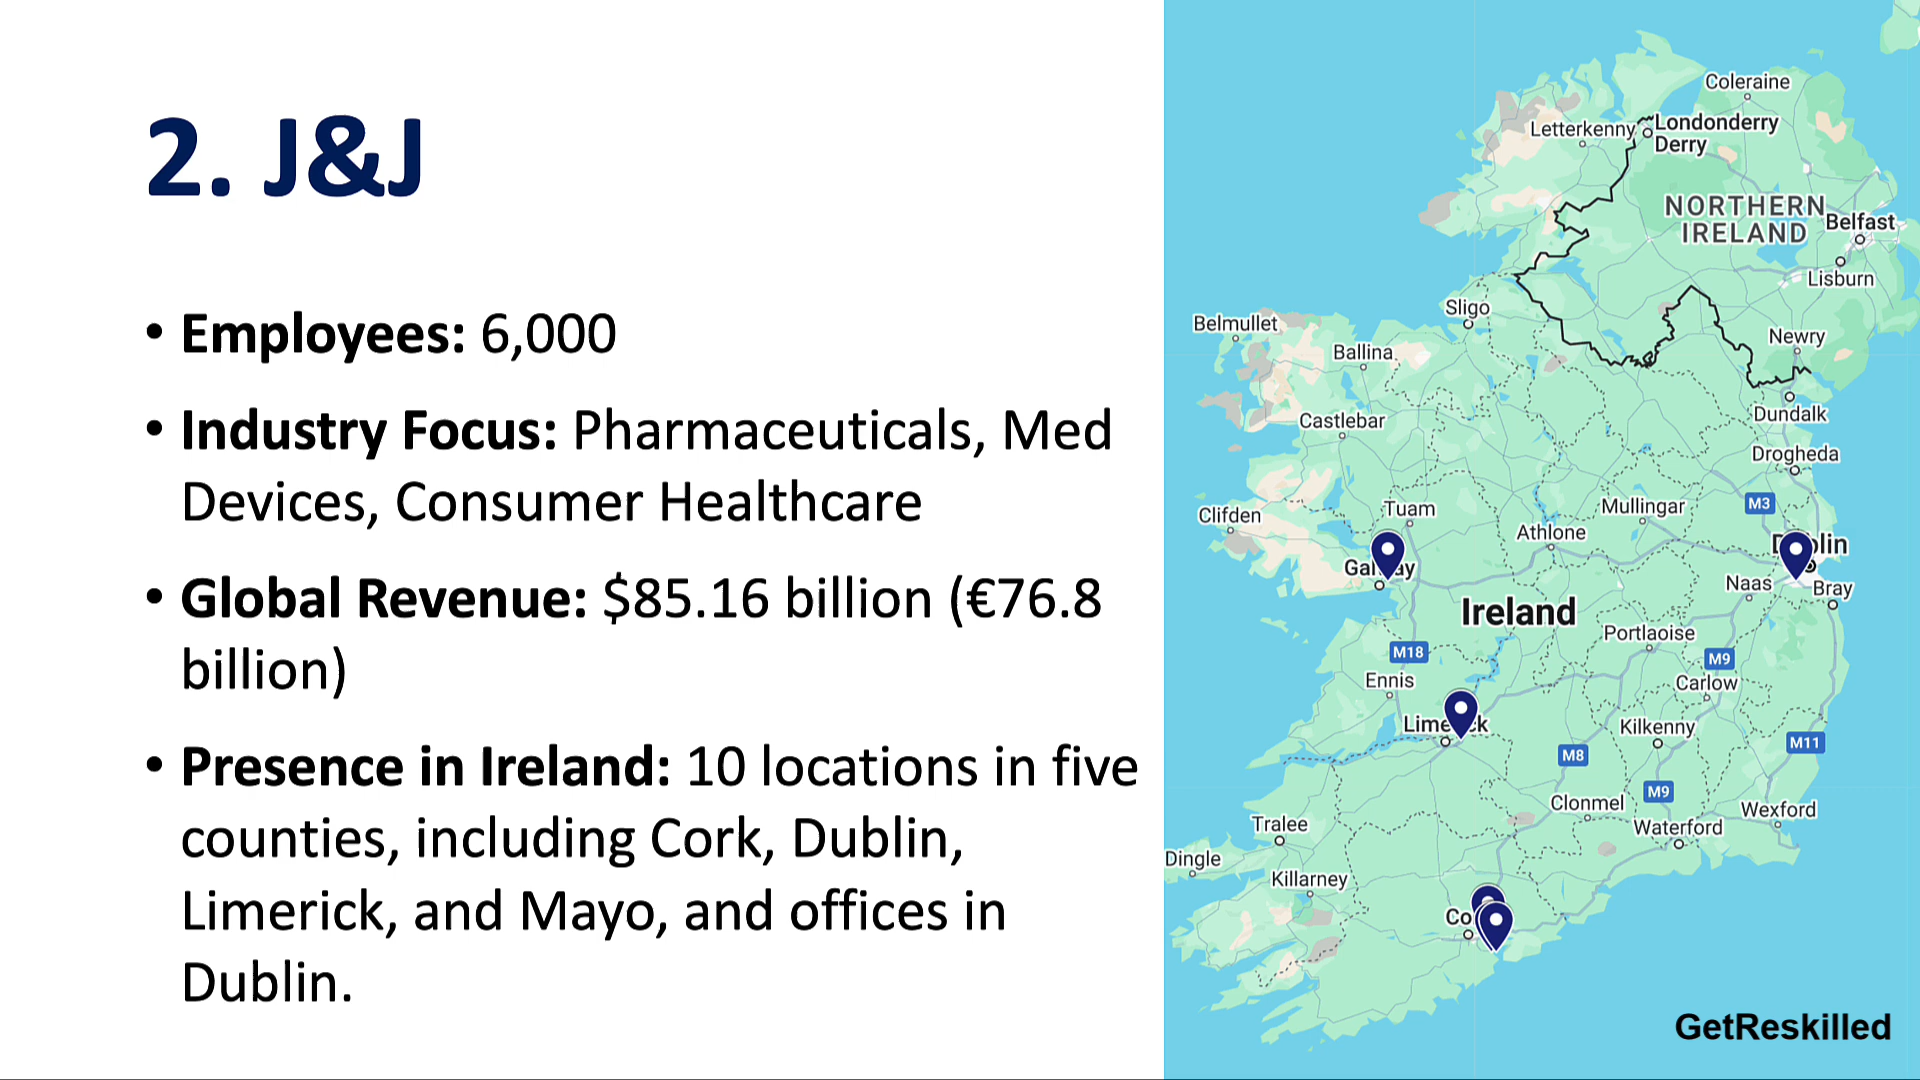 2. J&J
• Employees: 6,000
• Industry Focus: Pharmaceuticals, Med
Devices, Consumer Healthcare
• Global Revenue: $85.16 billion (€76.8
billion)
• Presence in Ireland: 10 locations in five
counties, including Cork, Dublin,
Limerick, and Mayo, and offices in
Dublin.
Coleraine
Letterkenny
Londonderry
Derry
NORTHERN
IRELAND
Belfast
Lisburn
Sligo
Belmullet
Newry
Ballina
Dundalk
Castlebar
Drogheda
M3
Mullingar
Tuam
Clifden
Athlone
Naas
Bray
Ireland
Portlaoise
M18
M9
Ennis
Carlow
Kilkenny
M11
M8
M9
Clonmel
Wexford
Tralee
Waterford
Dingle
Killarney
GetReskilled